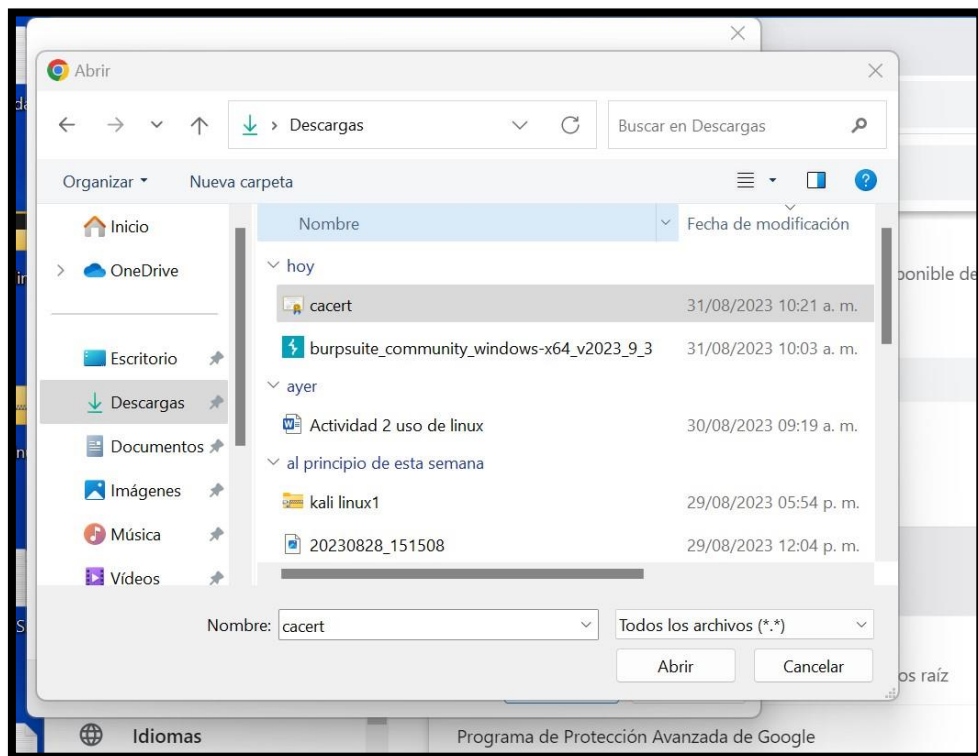 Abrir
Descargas
Buscar en Descargas
Organizar
Nueva carpeta
Nombre
Fecha de modificación
Inicio
OneDrive
Escritorio
Descargas
Documentos
Imágenes
Música
Vídeos
hoy
cacert 31/08/2023 10:21 a. m.
burpsuite_community_windows-x64_v2023_9_3 31/08/2023 10:03 a. m.
ayer
Actividad 2 uso de linux 30/08/2023 09:19 a. m.
al principio de esta semana
kali linux1 29/08/2023 05:54 p. m.
20230828_151508 29/08/2023 12:04 p. m.
Nombre: cacert
Todos los archivos (*.*)
Abrir
Cancelar
ponible de
os raíz
Idiomas
Programa de Protección Avanzada de Google